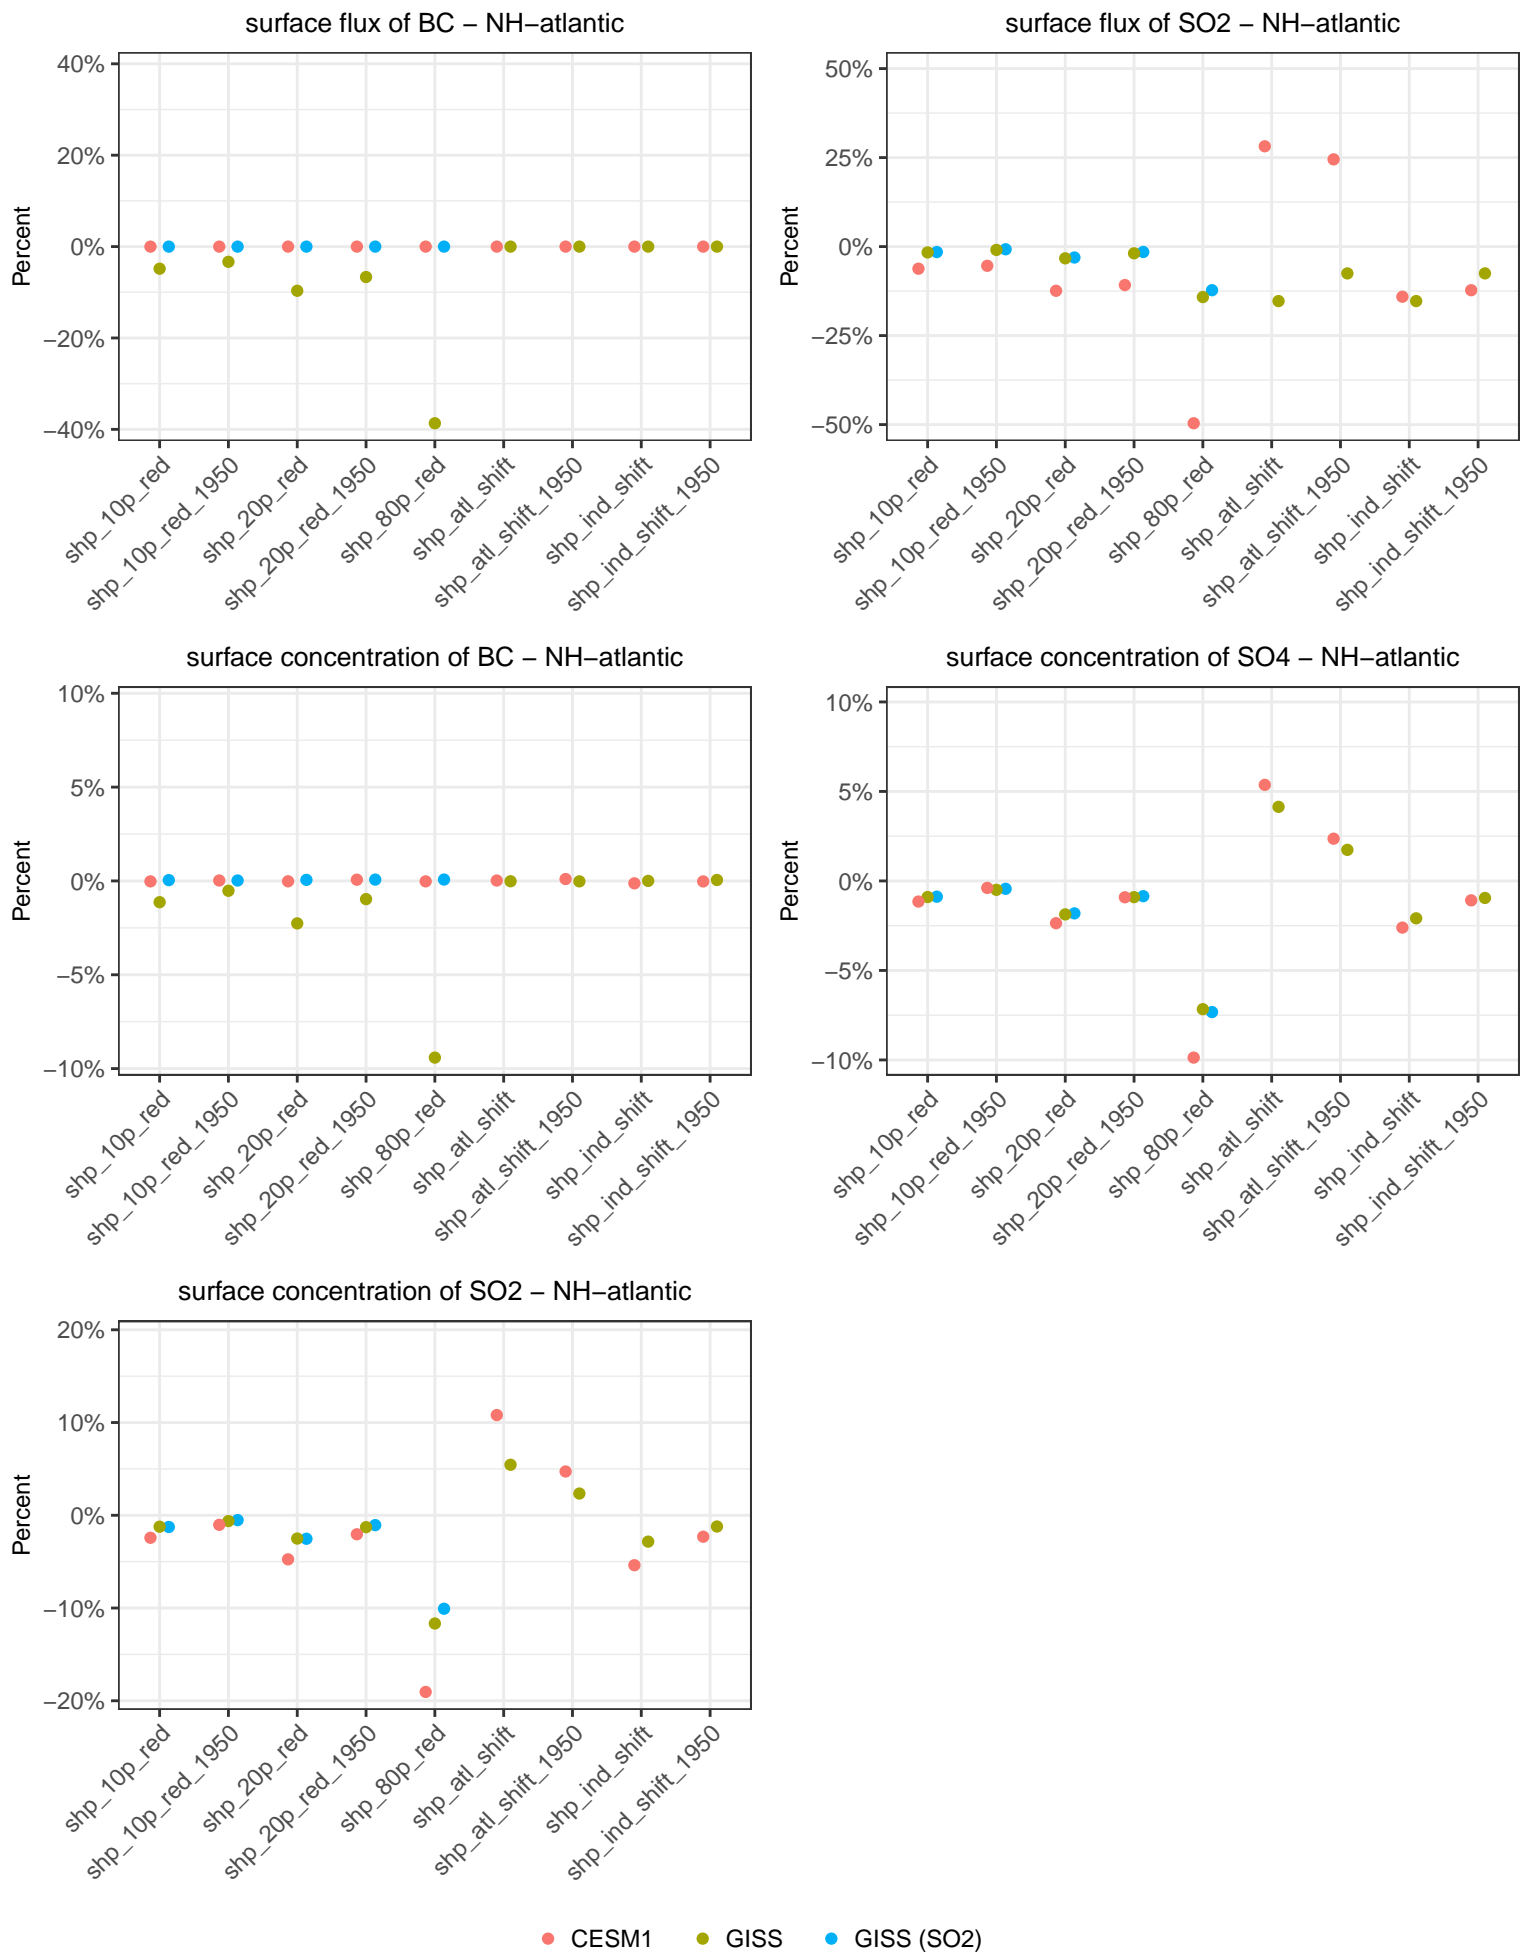 surface flux of BC − NH−atlantic
Percent
40%
20%
0%
−20%
−40%
shp_10p_red
shp_10p_red_1950
shp_20p_red
shp_20p_red_1950
shp_80p_red
shp_atl_shift
shp_atl_shift_1950
shp_ind_shift
shp_ind_shift_1950
surface flux of SO2 − NH−atlantic
Percent
50%
25%
0%
−25%
−50%
shp_10p_red
shp_10p_red_1950
shp_20p_red
shp_20p_red_1950
shp_80p_red
shp_atl_shift
shp_atl_shift_1950
shp_ind_shift
shp_ind_shift_1950
surface concentration of BC − NH−atlantic
Percent
10%
5%
0%
−5%
−10%
shp_10p_red
shp_10p_red_1950
shp_20p_red
shp_20p_red_1950
shp_80p_red
shp_atl_shift
shp_atl_shift_1950
shp_ind_shift
shp_ind_shift_1950
surface concentration of SO4 − NH−atlantic
Percent
10%
5%
0%
−5%
−10%
shp_10p_red
shp_10p_red_1950
shp_20p_red
shp_20p_red_1950
shp_80p_red
shp_atl_shift
shp_atl_shift_1950
shp_ind_shift
shp_ind_shift_1950
surface concentration of SO2 − NH−atlantic
Percent
20%
10%
0%
−10%
−20%
shp_10p_red
shp_10p_red_1950
shp_20p_red
shp_20p_red_1950
shp_80p_red
shp_atl_shift
shp_atl_shift_1950
shp_ind_shift
shp_ind_shift_1950
CESM1 GISS GISS (SO2)